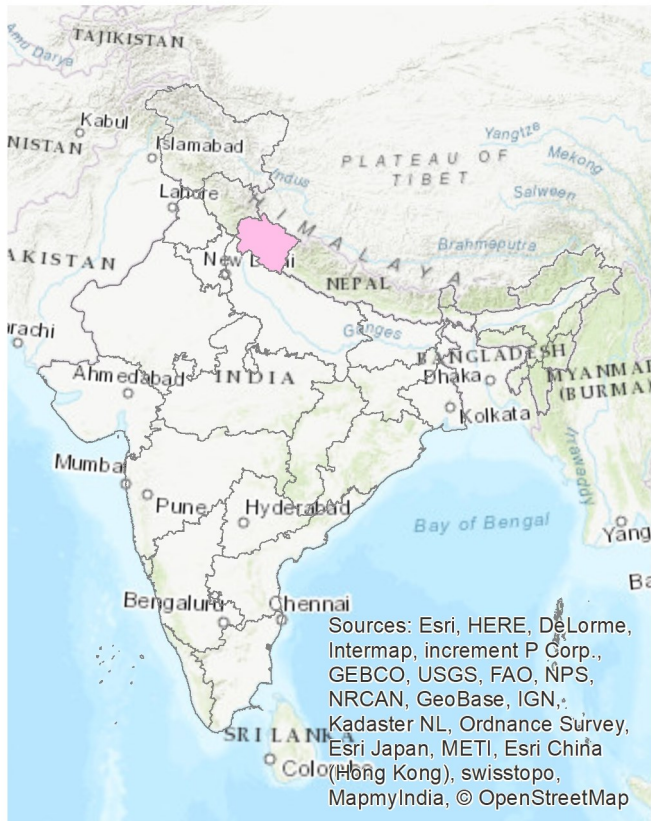 Amu Darya
TAJIKISTAN
Kabul
NISTAN
Islamabad
Yangtze
PLATEAU OF
TIBET
Mekong
Indus
Salween
Lahore
HIMALAYA
Brahmaputra
AKISTAN
New Delhi
NEPAL
arachi
Ganges
BANGLADESH
Ahmedabad
INDIA
Dhaka
MYANMAR
(BURMA)
Kolkata
Mumbai
Irrawaddy
Pune
Hyderabad
Bay of Bengal
Yang
Ba
Bengaluru
Chennai
Sources: Esri, HERE, DeLorme,
Intermap, increment P Corp.,
GEBCO, USGS, FAO, NPS,
NRCAN, GeoBase, IGN,
Kadaster NL, Ordnance Survey,
Esri Japan, METI, Esri China
(Hong Kong), swisstopo,
MapmyIndia, © OpenStreetMap
SRI LANKA
Colombo